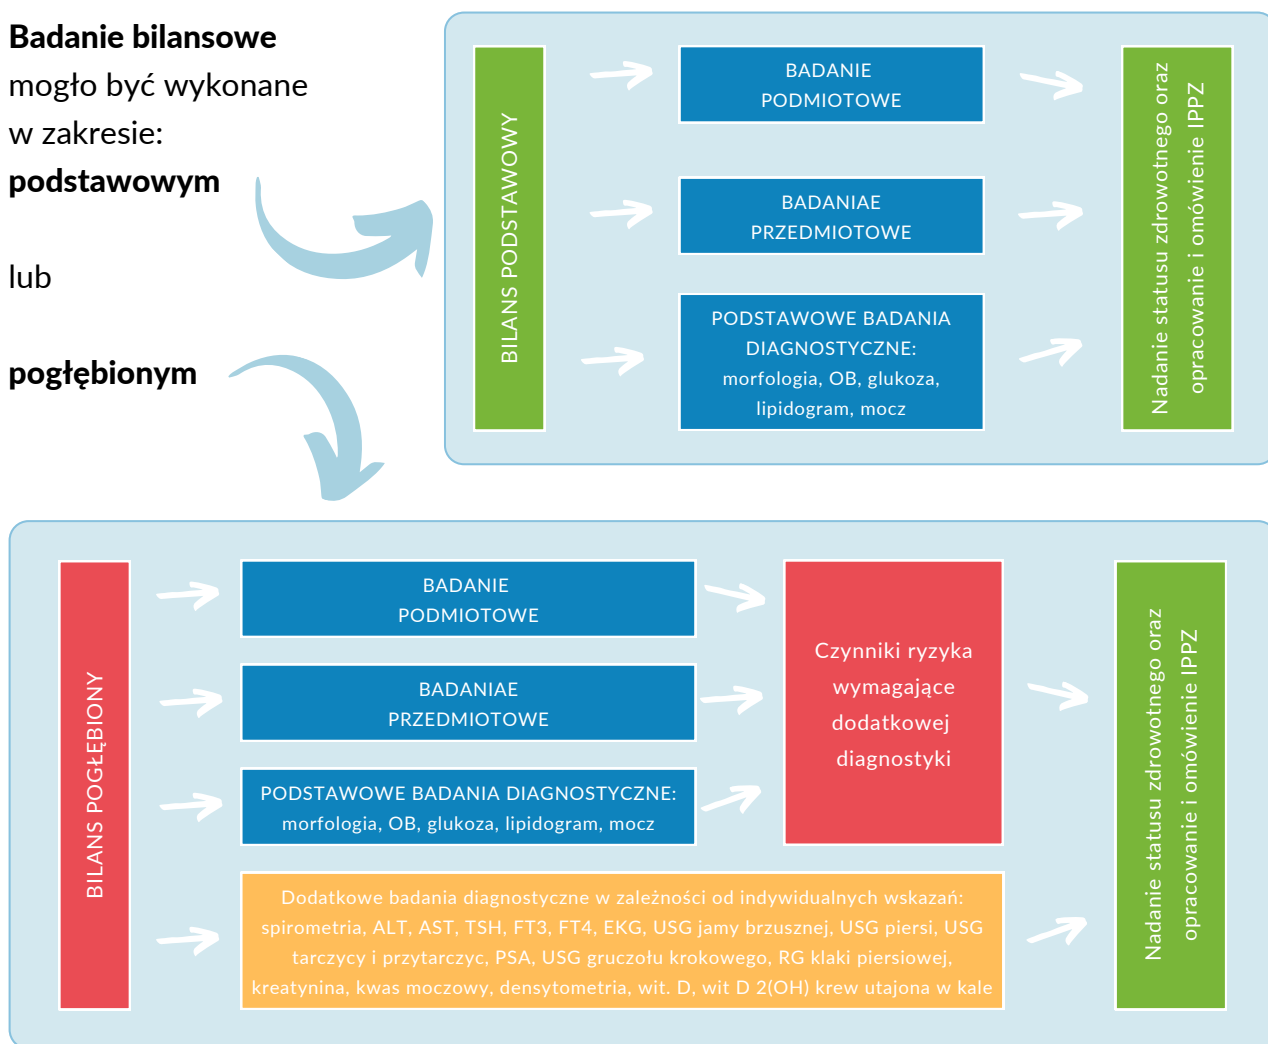 Badanie bilansowe
mogło być wykonane
w zakresie:
podstawowym
lub
pogłębionym
BILANS PODSTAWOWY
BADANIE
PODMIOTOWE
BADANIAE
PRZEDMIOTOWE
PODSTAWOWE BADANIA
DIAGNOSTYCZNE:
morfologia, OB, glukoza,
lipidogram, mocz
Nadanie statusu zdrowotnego oraz
opracowanie i omówienie IPPZ
BILANS POGŁĘBIONY
BADANIE
PODMIOTOWE
BADANIAE
PRZEDMIOTOWE
PODSTAWOWE BADANIA DIAGNOSTYCZNE:
morfologia, OB, glukoza, lipidogram, mocz
Czynniki ryzyka
wymagające
dodatkowej
diagnostyki
Dodatkowe badania diagnostyczne w zależności od indywidualnych wskazań:
spirometria, ALT, AST, TSH, FT3, FT4, EKG, USG jamy brzusznej, USG piersi, USG
tarczycy i przytarczyc, PSA, USG gruczołu krokowego, RG klaki piersiowej,
kreatynina, kwas moczowy, densytometria, wit. D, wit D 2(OH) krew utajona w kale
Nadanie statusu zdrowotnego oraz
opracowanie i omówienie IPPZ